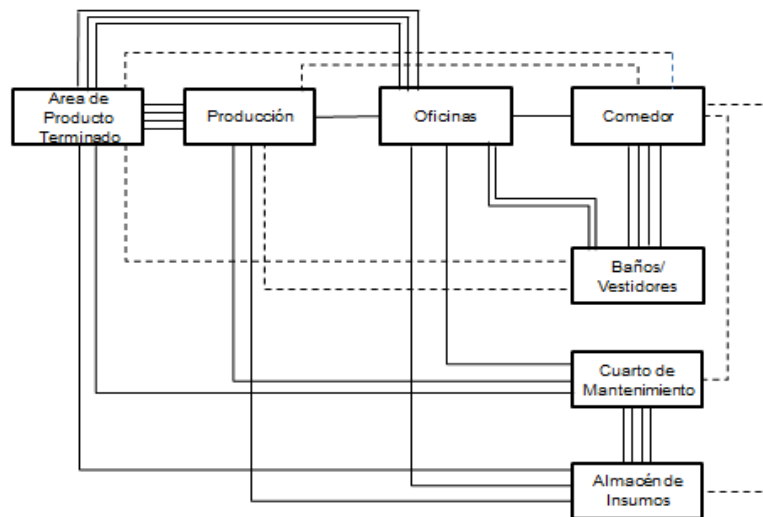 Area de
Producto
Terminado
Producción
Oficinas
Comedor
Baños/
Vestidores
Cuarto de
Mantenimiento
Almacén de
Insumos